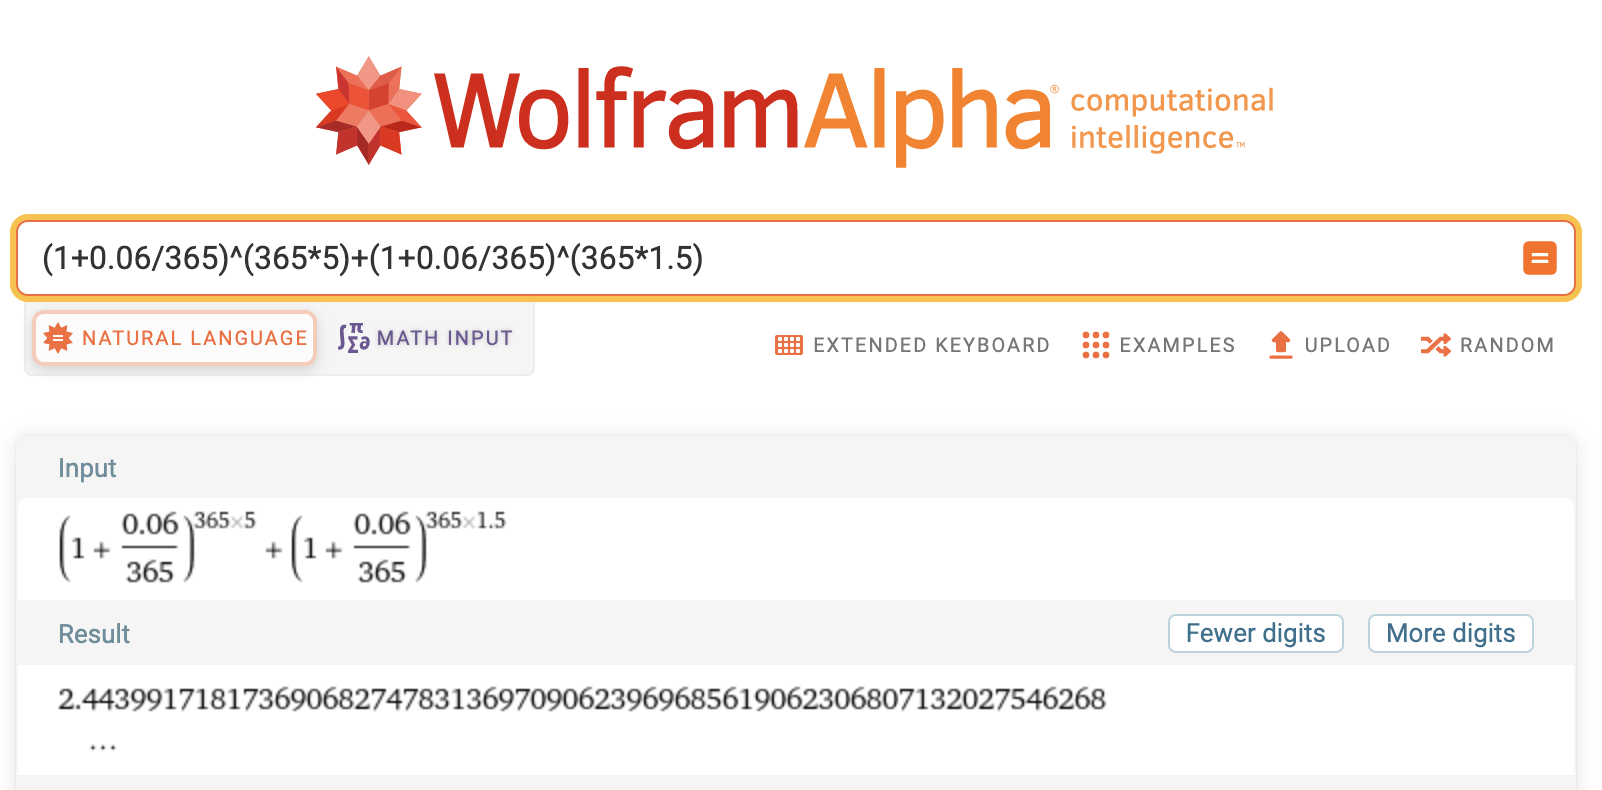 WolframAlpha® computational
intelligence™
(1+0.06/365)^(365*5)+(1+0.06/365)^(365*1.5)
=
NATURAL LANGUAGE
∫πΣ∂ MATH INPUT
EXTENDED KEYBOARD
EXAMPLES
UPLOAD
RANDOM
Input
(1 + 0.06/365)^365×5 + (1 + 0.06/365)^365×1.5
Result
Fewer digits
More digits
2.4439917181736906827478313697090623969685619062306807132027546268
...